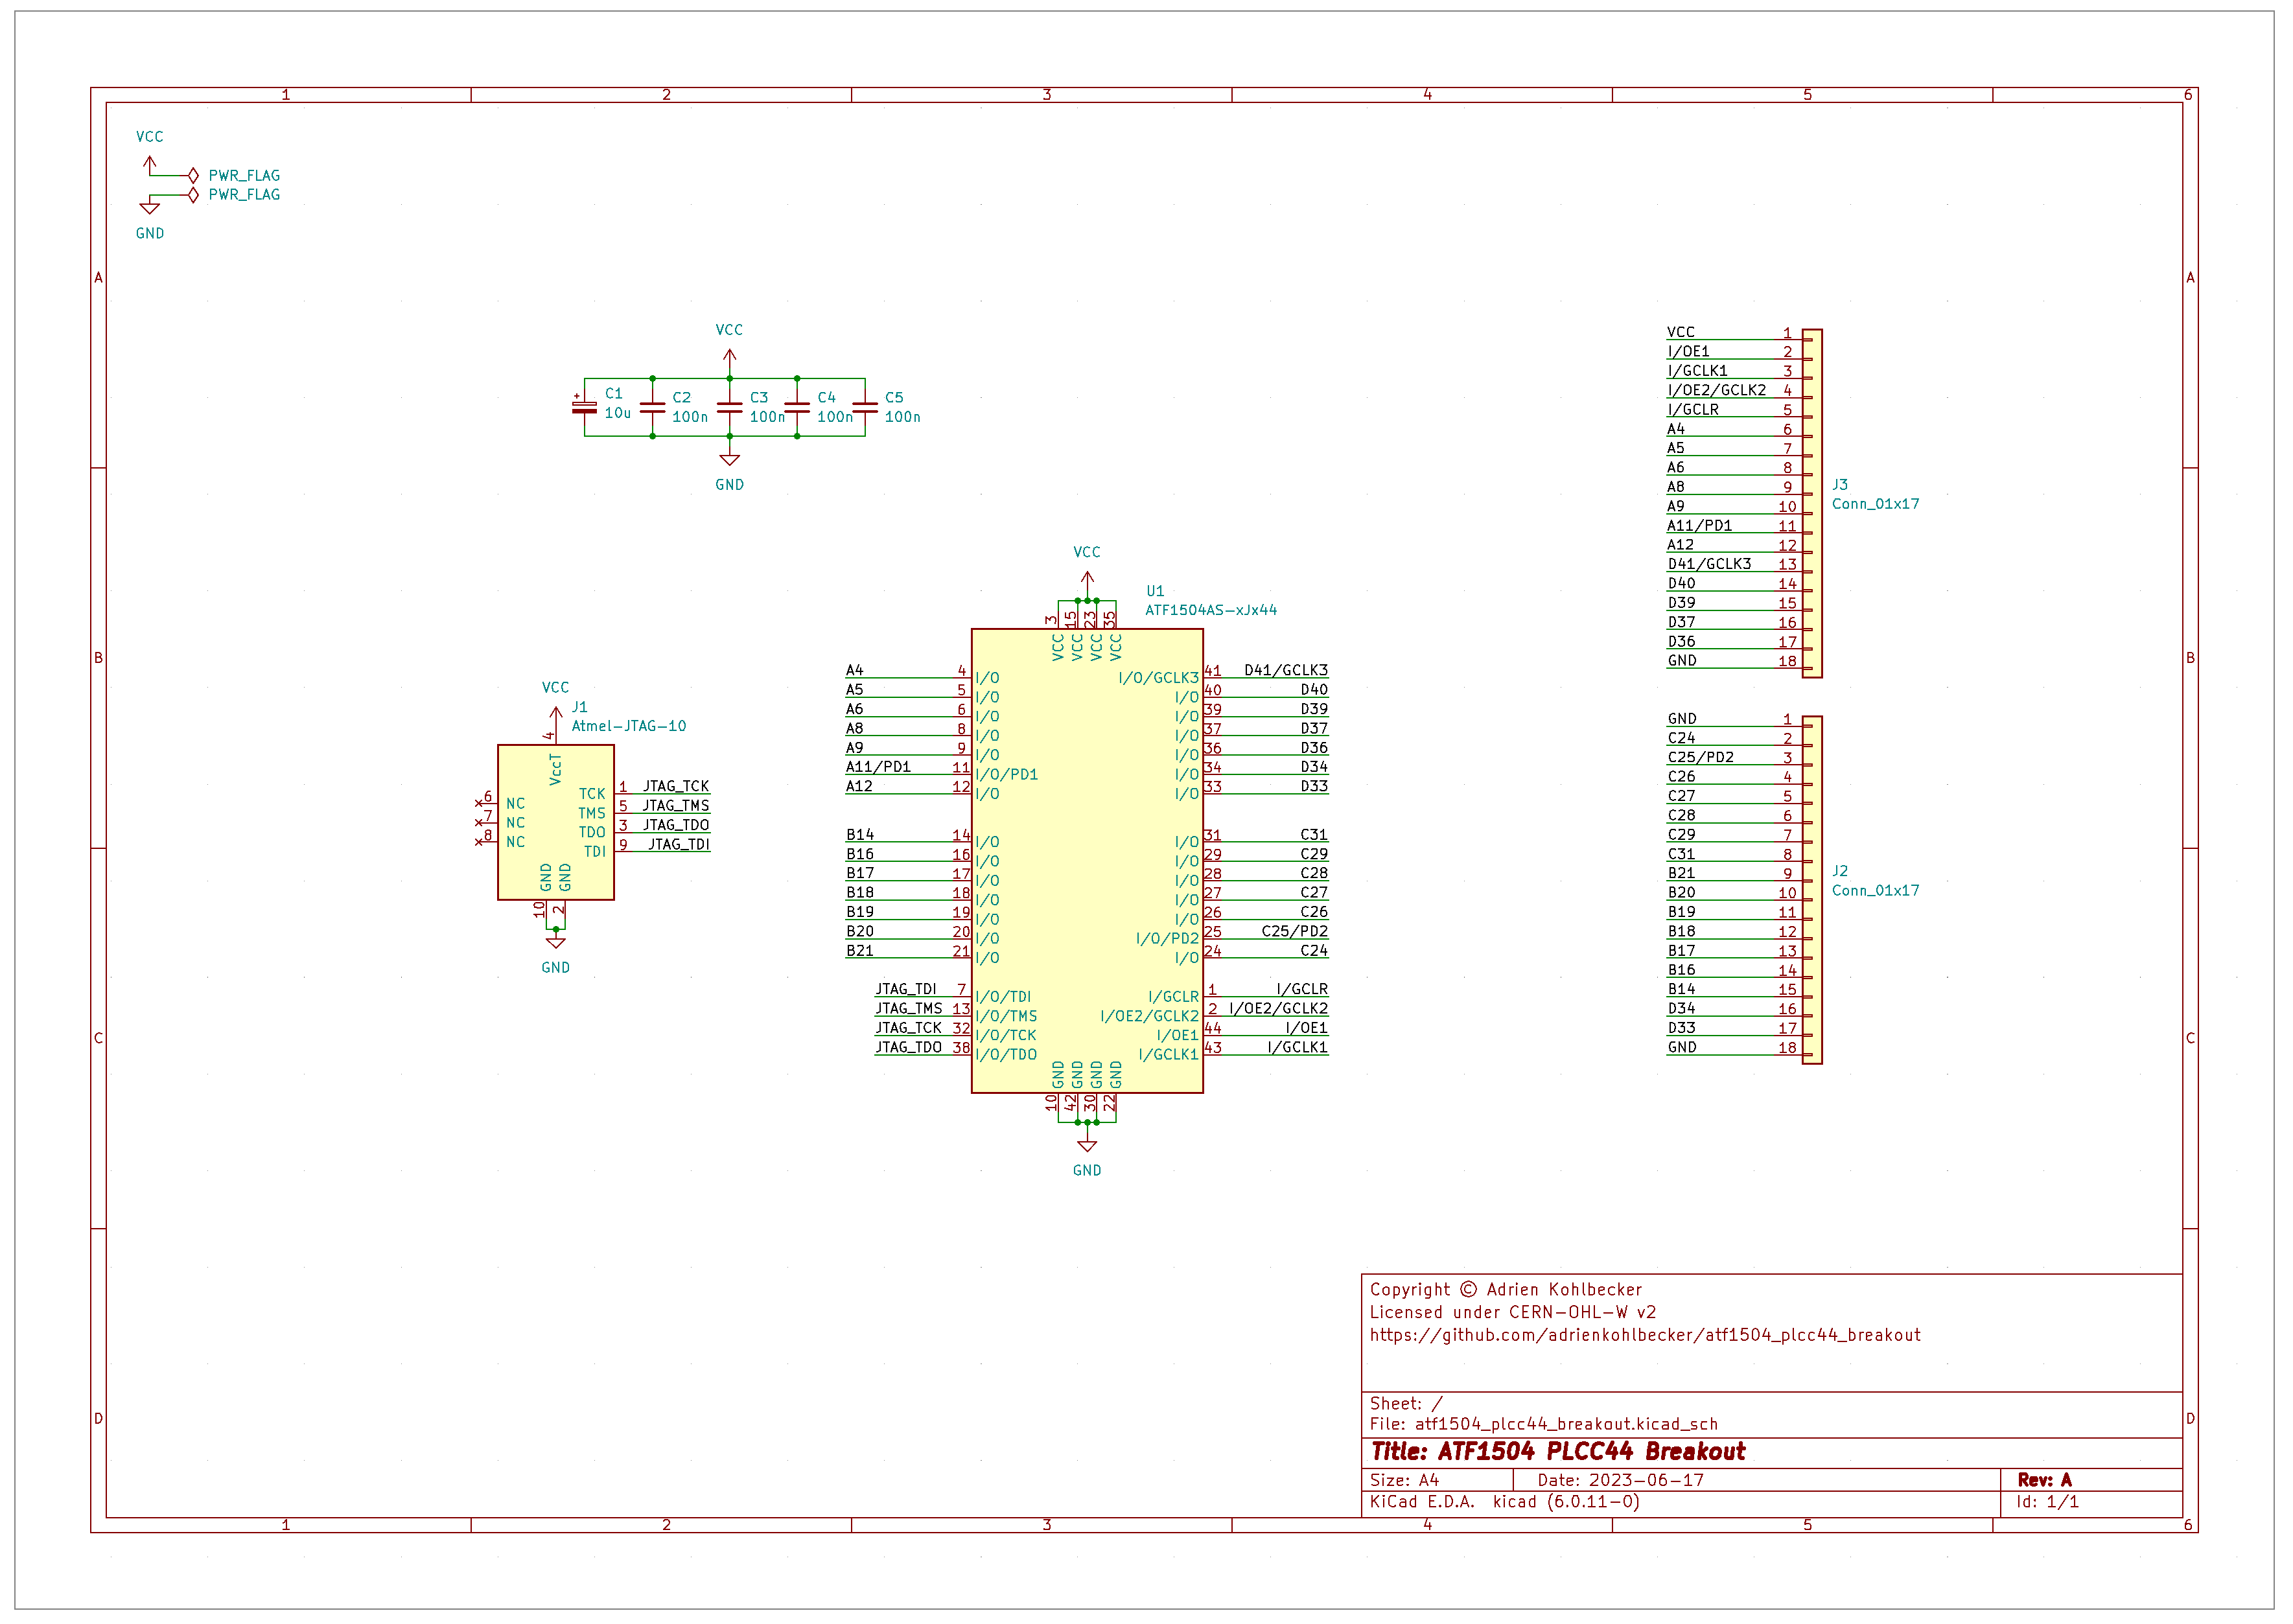 1 2 3 4 5 6
A
B
C
D
A
B
C
D
1 2 3 4 5 6
VCC
PWR_FLAG
PWR_FLAG
GND
VCC
C1
10u
C2
100n
C3
100n
C4
100n
C5
100n
GND
VCC
J1
Atmel-JTAG-10
4
VccT
6 NC
7 NC
8 NC
TCK 1 JTAG_TCK
TMS 5 JTAG_TMS
TDO 3 JTAG_TDO
TDI 9 JTAG_TDI
GND GND
10 2
GND
VCC
U1
ATF1504AS-xJx44
3 15 23 35
VCC VCC VCC VCC
A4 4 I/O
A5 5 I/O
A6 6 I/O
A8 8 I/O
A9 9 I/O
A11/PD1 11 I/O/PD1
A12 12 I/O
B14 14 I/O
B16 16 I/O
B17 17 I/O
B18 18 I/O
B19 19 I/O
B20 20 I/O
B21 21 I/O
JTAG_TDI 7 I/O/TDI
JTAG_TMS 13 I/O/TMS
JTAG_TCK 32 I/O/TCK
JTAG_TDO 38 I/O/TDO
I/O/GCLK3 41 D41/GCLK3
I/O 40 D40
I/O 39 D39
I/O 37 D37
I/O 36 D36
I/O 34 D34
I/O 33 D33
I/O 31 C31
I/O 29 C29
I/O 28 C28
I/O 27 C27
I/O 26 C26
I/O/PD2 25 C25/PD2
I/O 24 C24
I/GCLR 1 I/GCLR
I/OE2/GCLK2 2 I/OE2/GCLK2
I/OE1 44 I/OE1
I/GCLK1 43 I/GCLK1
GND GND GND GND
10 42 30 22
GND
VCC 1
I/OE1 2
I/GCLK1 3
I/OE2/GCLK2 4
I/GCLR 5
A4 6
A5 7
A6 8
A8 9
A9 10
A11/PD1 11
A12 12
D41/GCLK3 13
D40 14
D39 15
D37 16
D36 17
GND 18
J3
Conn_01x17
GND 1
C24 2
C25/PD2 3
C26 4
C27 5
C28 6
C29 7
C31 8
B21 9
B20 10
B19 11
B18 12
B17 13
B16 14
B14 15
D34 16
D33 17
GND 18
J2
Conn_01x17
Copyright © Adrien Kohlbecker
Licensed under CERN-OHL-W v2
https://github.com/adrienkohlbecker/atf1504_plcc44_breakout
Sheet: /
File: atf1504_plcc44_breakout.kicad_sch
Title: ATF1504 PLCC44 Breakout
Size: A4 Date: 2023-06-17 Rev: A
KiCad E.D.A. kicad (6.0.11-0) Id: 1/1